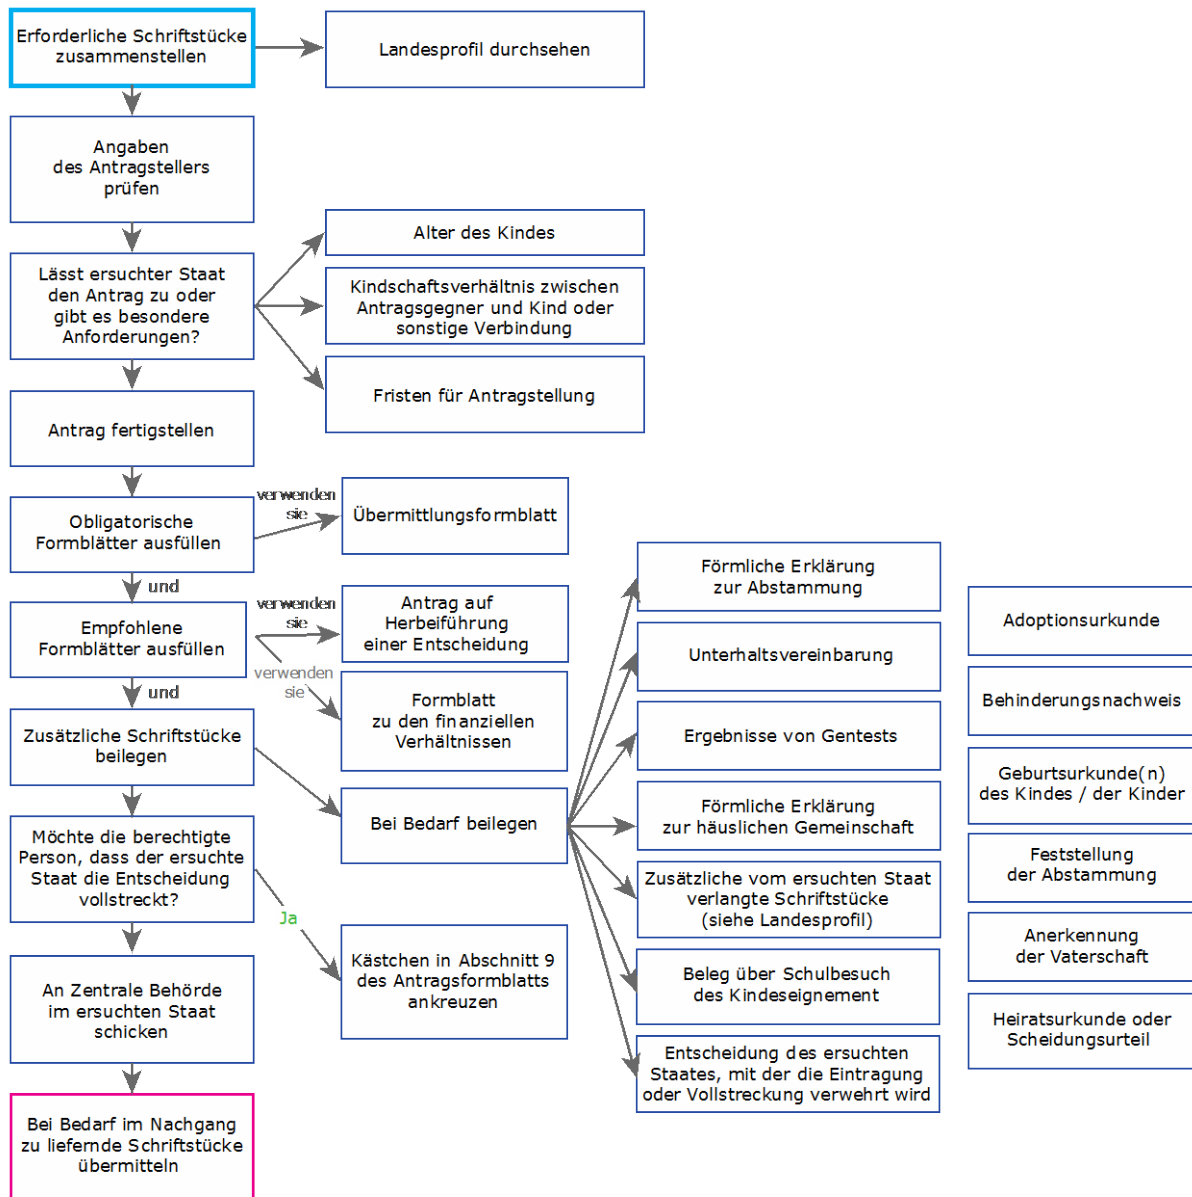 Erforderliche Schriftstücke
zusammenstellen
Landesprofil durchsehen
Angaben
des Antragstellers
prüfen
Lässt ersuchter Staat
den Antrag zu oder
gibt es besondere
Anforderungen?
Alter des Kindes
Kindschaftsverhältnis zwischen
Antragsgegner und Kind oder
sonstige Verbindung
Fristen für Antragstellung
Antrag fertigstellen
Obligatorische
Formblätter ausfüllen
verwenden
sie
Übermittlungsformblatt
und
Empfohlene
Formblätter ausfüllen
verwenden
sie
Antrag auf
Herbeiführung
einer Entscheidung
verwenden
sie
Formblatt
zu den finanziellen
Verhältnissen
und
Zusätzliche Schriftstücke
beilegen
Bei Bedarf beilegen
Förmliche Erklärung
zur Abstammung
Unterhaltsvereinbarung
Ergebnisse von Gentests
Förmliche Erklärung
zur häuslichen Gemeinschaft
Zusätzliche vom ersuchten Staat
verlangte Schriftstücke
(siehe Landesprofil)
Beleg über Schulbesuch
des Kindeseignement
Entscheidung des ersuchten
Staates, mit der die Eintragung
oder Vollstreckung verwehrt wird
Adoptionsurkunde
Behinderungsnachweis
Geburtsurkunde(n)
des Kindes / der Kinder
Feststellung
der Abstammung
Anerkennung
der Vaterschaft
Heiratsurkunde oder
Scheidungsurteil
Möchte die berechtigte
Person, dass der ersuchte
Staat die Entscheidung
vollstreckt?
Ja
Kästchen in Abschnitt 9
des Antragsformblatts
ankreuzen
An Zentrale Behörde
im ersuchten Staat
schicken
Bei Bedarf im Nachgang
zu liefernde Schriftstücke
übermitteln